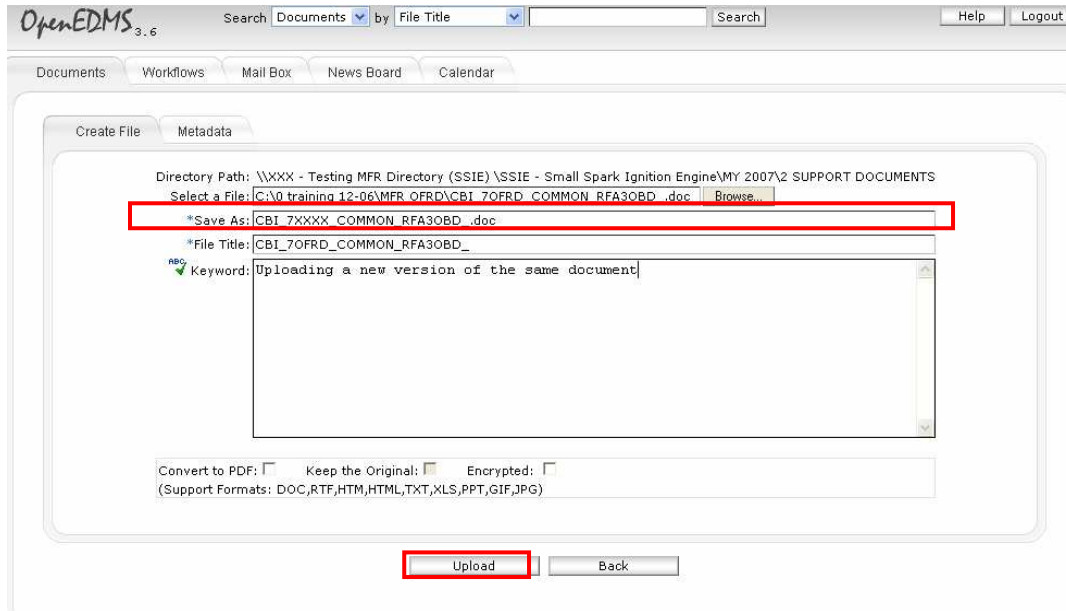 OpenEDMS 3.6 Search Documents by File Title Search Help Logout
Documents Workflows Mail Box News Board Calendar
Create File Metadata
Directory Path: \\XXX - Testing MFR Directory (SSIE) \SSIE - Small Spark Ignition Engine\MY 2007\2 SUPPORT DOCUMENTS
Select a File: C:\0 training 12-06\MFR OFRD\CBI_7OFRD_COMMON_RFA3OBD_.doc Browse...
*Save As: CBI_7XXXX_COMMON_RFA3OBD_.doc
*File Title: CBI_7OFRD_COMMON_RFA3OBD_
ABC Keyword: Uploading a new version of the same document
Convert to PDF: Keep the Original: Encrypted:
(Support Formats: DOC,RTF,HTM,HTML,TXT,XLS,PPT,GIF,JPG)
Upload Back